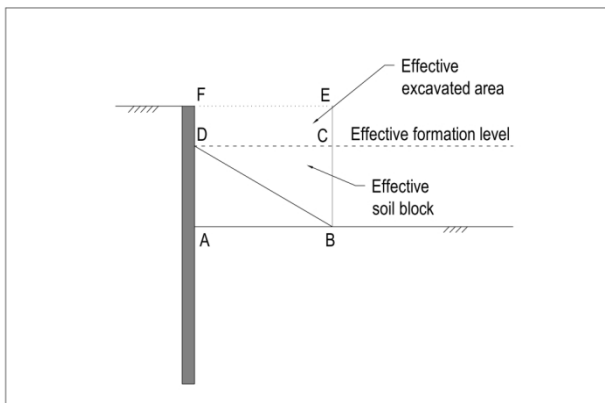 Effective
excavated area
F
E
D
C
Effective formation level
Effective
soil block
A
B